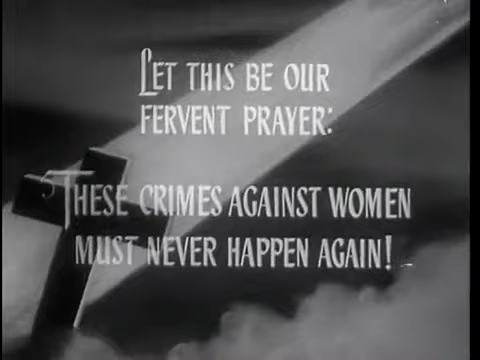 LET THIS BE OUR
FERVENT PRAYER:
THESE CRIMES AGAINST WOMEN
MUST NEVER HAPPEN AGAIN!